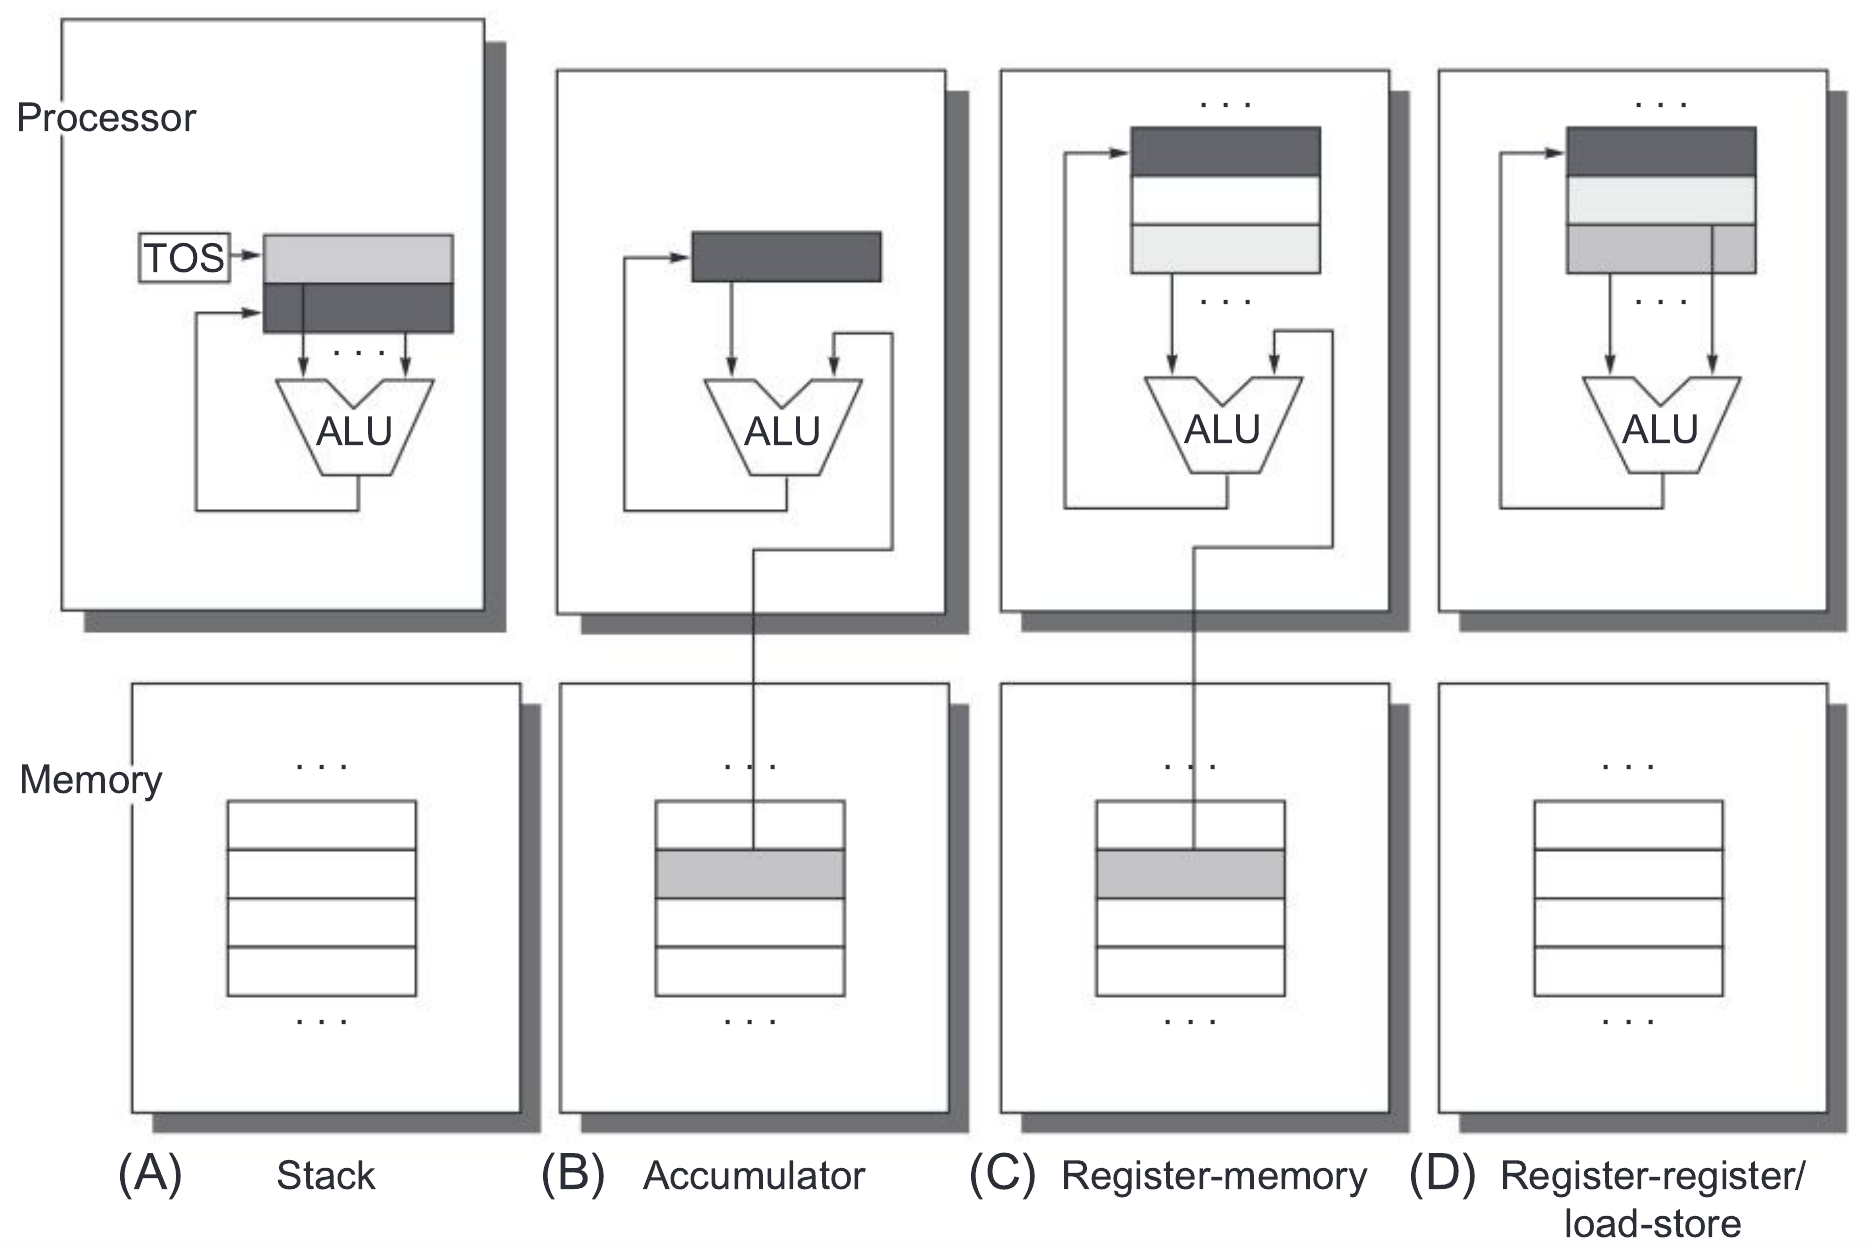 Processor
TOS
. . .
ALU
ALU
. . .
. . .
ALU
. . .
. . .
ALU
Memory
. . .
. . .
. . .
. . .
. . .
. . .
. . .
. . .
(A) Stack
(B) Accumulator
(C) Register-memory
(D) Register-register/
load-store